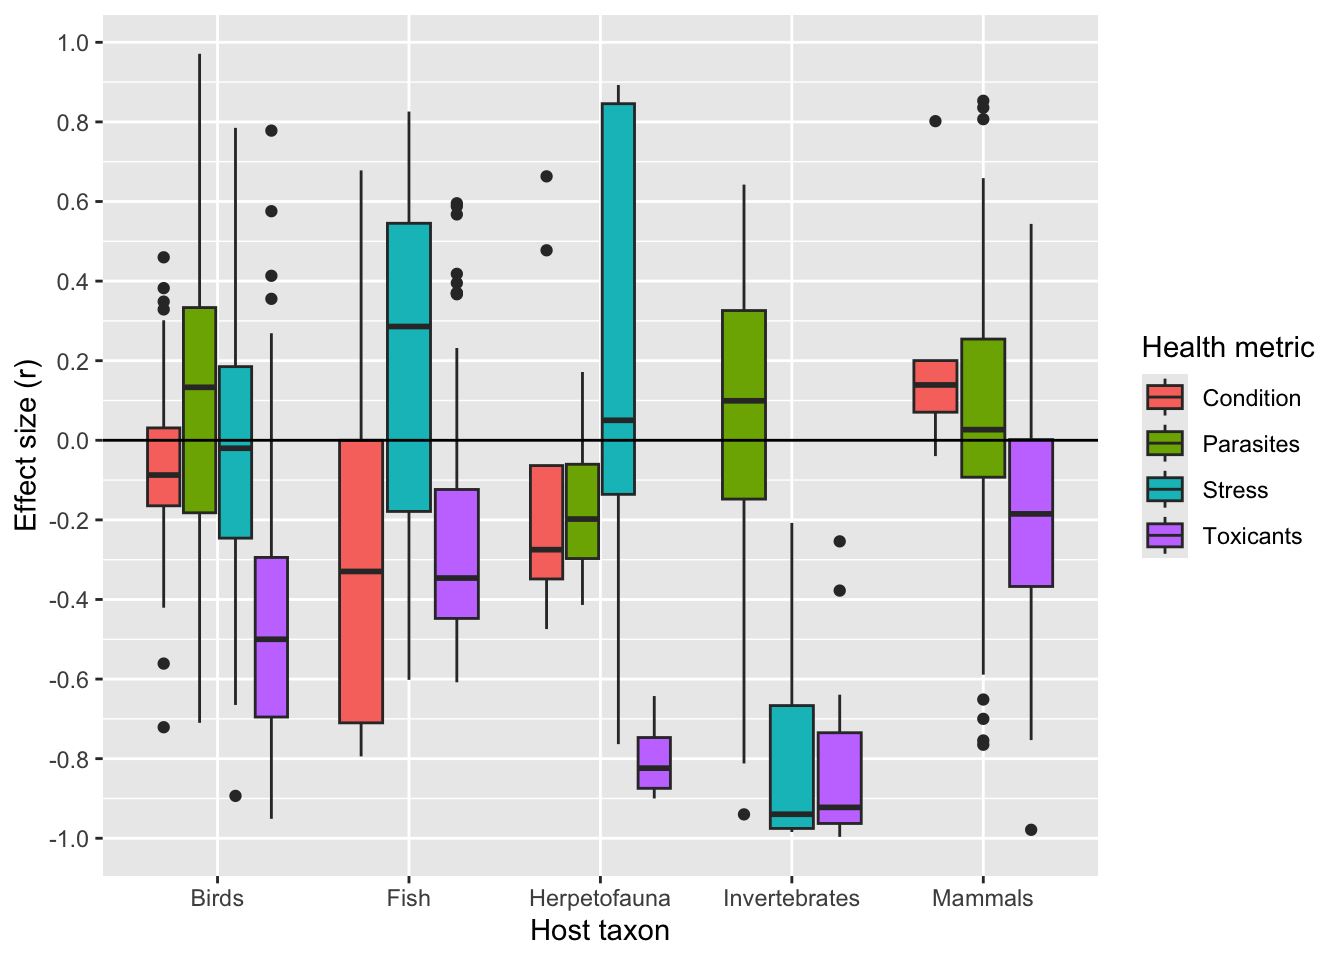 Effect size (r)
1.0
0.8
0.6
0.4
0.2
0.0
-0.2
-0.4
-0.6
-0.8
-1.0
Birds Fish Herpetofauna Invertebrates Mammals
Host taxon
Health metric
Condition
Parasites
Stress
Toxicants